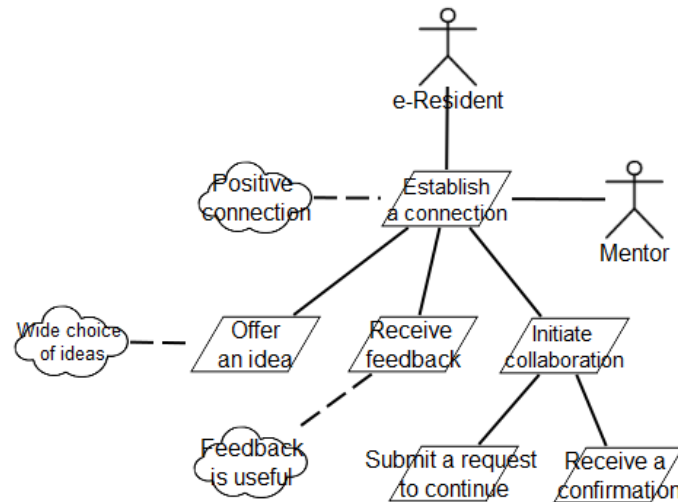 e-Resident
Positive
connection
Establish
a connection
Mentor
Wide choice
of ideas
Offer
an idea
Receive
feedback
Initiate
collaboration
Feedback
is useful
Submit a request
to continue
Receive a
confirmation